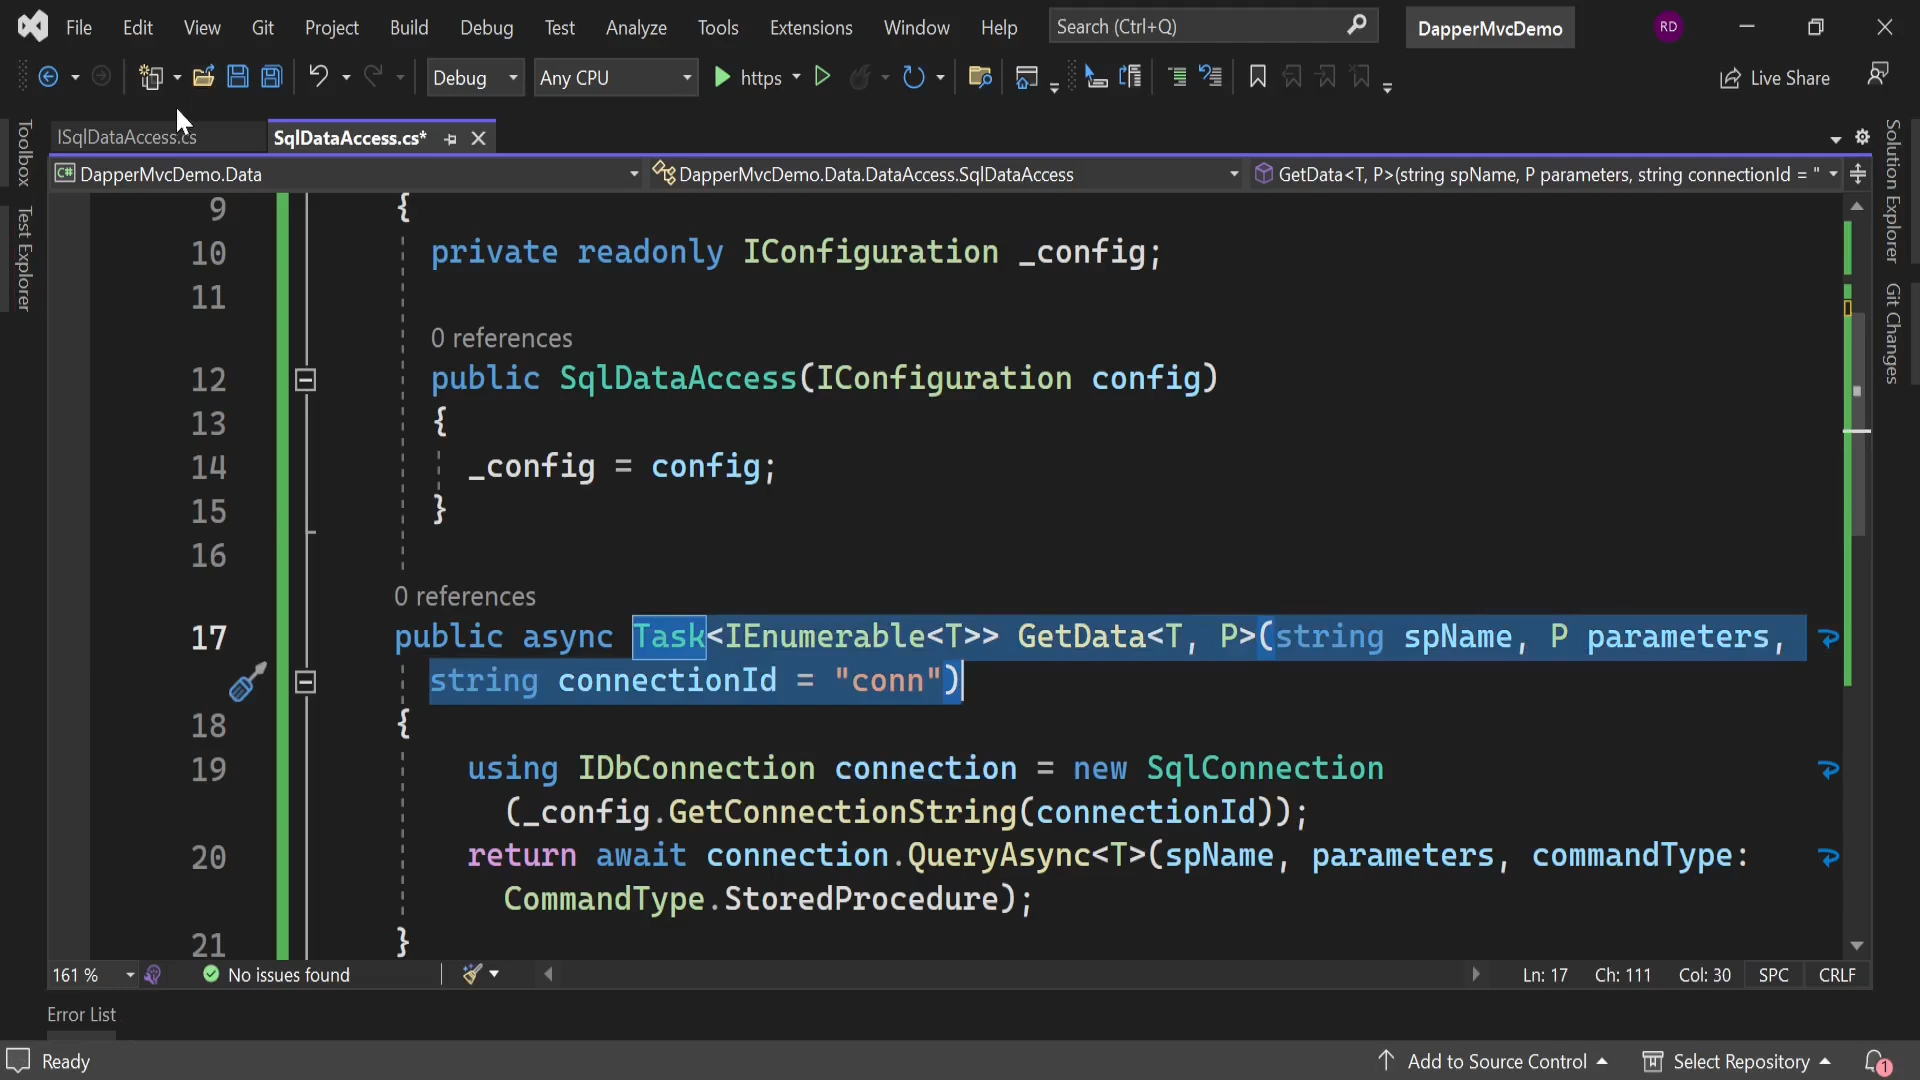 File Edit View Git Project Build Debug Test Analyze Tools Extensions Window Help Search (Ctrl+Q) DapperMvcDemo RD
Debug Any CPU https Live Share
ISqlDataAccess.cs SqlDataAccess.cs*
DapperMvcDemo.Data DapperMvcDemo.Data.DataAccess.SqlDataAccess GetData<T, P>(string spName, P parameters, string connectionId = "
Toolbox
Test Explorer
Solution Explorer
Git Changes
9 {
10 private readonly IConfiguration _config;
11
0 references
12 public SqlDataAccess(IConfiguration config)
13 {
14 _config = config;
15 }
16
0 references
17 public async Task<IEnumerable<T>> GetData<T, P>(string spName, P parameters,
string connectionId = "conn")
18 {
19 using IDbConnection connection = new SqlConnection
(_config.GetConnectionString(connectionId));
20 return await connection.QueryAsync<T>(spName, parameters, commandType:
CommandType.StoredProcedure);
21 }
161 % No issues found Ln: 17 Ch: 111 Col: 30 SPC CRLF
Error List
Ready Add to Source Control Select Repository 1